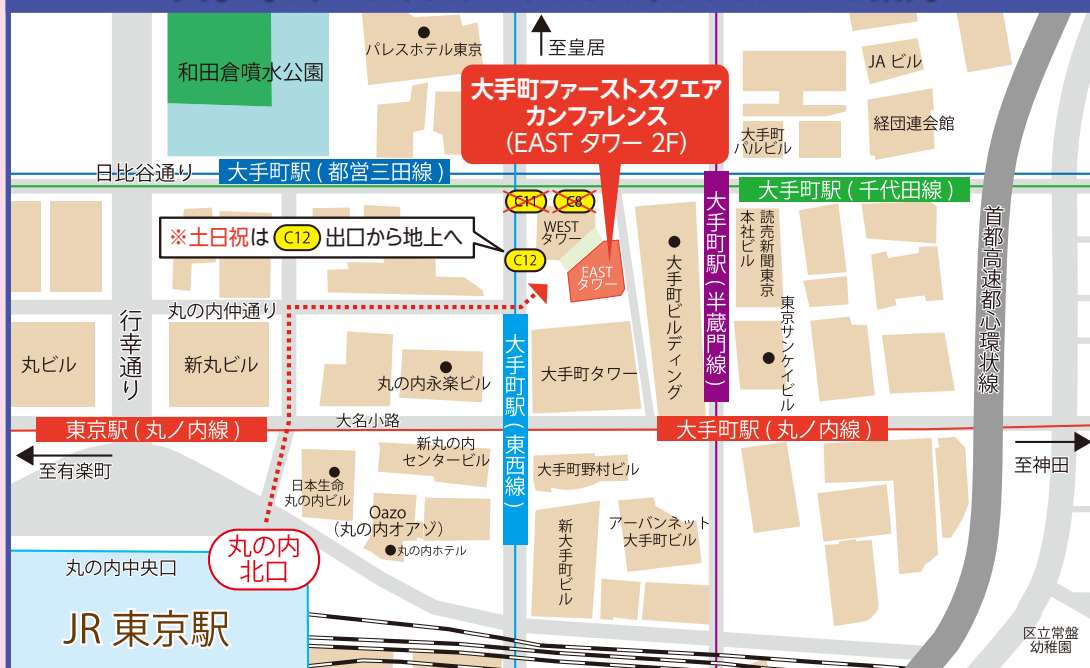 和田倉噴水公園
パレスホテル東京
至皇居
JA ビル
経団連会館
大手町
パルビル
大手町ファーストスクエア
カンファレンス
(EAST タワー 2F)
日比谷通り
大手町駅 ( 都営三田線 )
大手町駅 ( 千代田線 )
C11
C8
WEST
タワー
EAST
タワー
※土日祝は C12 出口から地上へ
C12
大手町ビルディング
大手町駅 ( 半蔵門線 )
読売新聞東京
本社ビル
東京サンケイビル
首都高速都心環状線
丸の内仲通り
行幸通り
丸ビル
新丸ビル
丸の内永楽ビル
大手町駅 ( 東西線 )
大手町タワー
大名小路
東京駅 ( 丸ノ内線 )
大手町駅 ( 丸ノ内線 )
至有楽町
至神田
新丸の内
センタービル
日本生命
丸の内ビル
大手町野村ビル
Oazo
(丸の内オアゾ)
丸の内ホテル
新大手町ビル
アーバンネット
大手町ビル
丸の内
北口
丸の内中央口
JR 東京駅
区立常盤
幼稚園